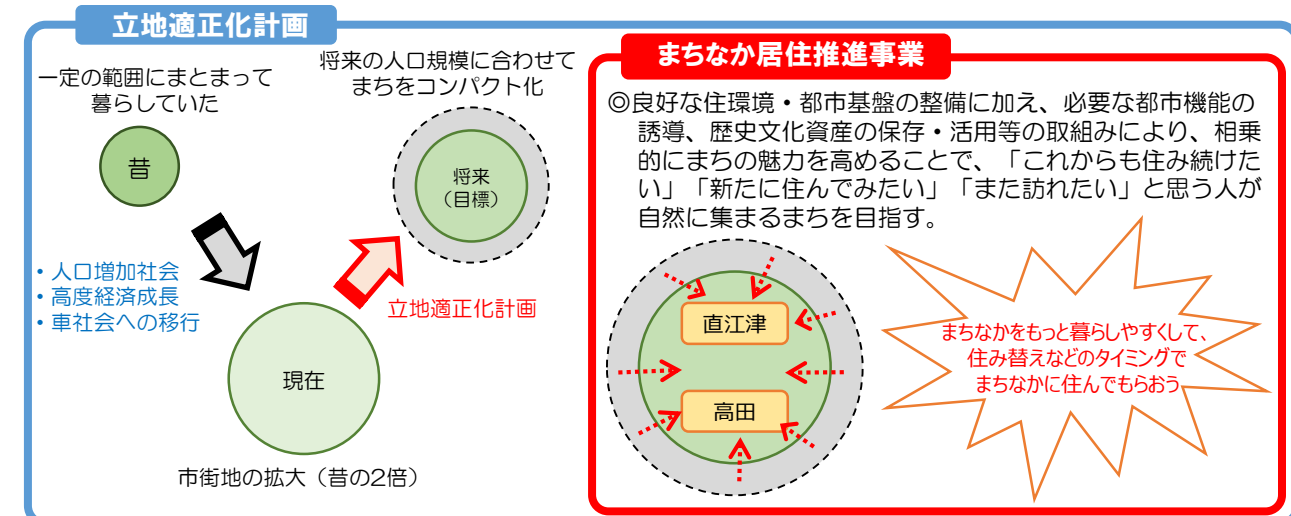 立地適正化計画
一定の範囲にまとまって
暮らしていた
昔
将来の人口規模に合わせて
まちをコンパクト化
将来
(目標)
・人口増加社会
・高度経済成長
・車社会への移行
立地適正化計画
現在
市街地の拡大(昔の2倍)
まちなか居住推進事業
◎良好な住環境・都市基盤の整備に加え、必要な都市機能の
誘導、歴史文化資産の保存・活用等の取組みにより、相乗
的にまちの魅力を高めることで、「これからも住み続けた
い」「新たに住んでみたい」「また訪れたい」と思う人が
自然に集まるまちを目指す。
直江津
高田
まちなかをもっと暮らしやすくして、
住み替えなどのタイミングで
まちなかに住んでもらおう